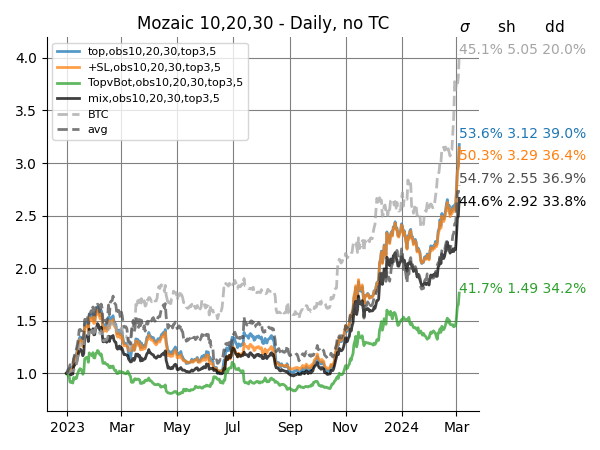 Mozaic 10,20,30 - Daily, no TC
σ sh dd
45.1% 5.05 20.0%
53.6% 3.12 39.0%
50.3% 3.29 36.4%
54.7% 2.55 36.9%
44.6% 2.92 33.8%
41.7% 1.49 34.2%
top,obs10,20,30,top3,5
+SL,obs10,20,30,top3,5
TopvBot,obs10,20,30,top3,5
mix,obs10,20,30,top3,5
BTC
avg
4.0
3.5
3.0
2.5
2.0
1.5
1.0
2023 Mar May Jul Sep Nov 2024 Mar